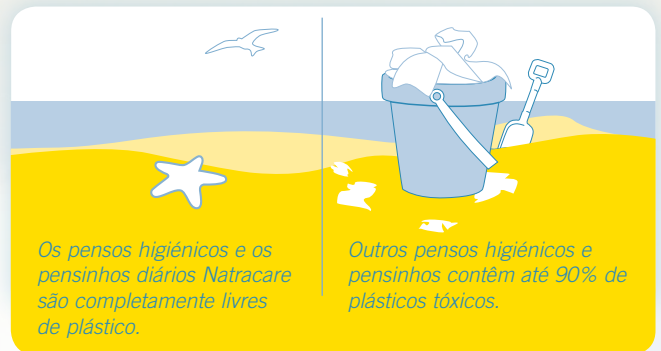 Os pensos higiénicos e os
pensinhos diários Natracare
são completamente livres
de plástico.
Outros pensos higiénicos e
pensinhos contêm até 90% de
plásticos tóxicos.